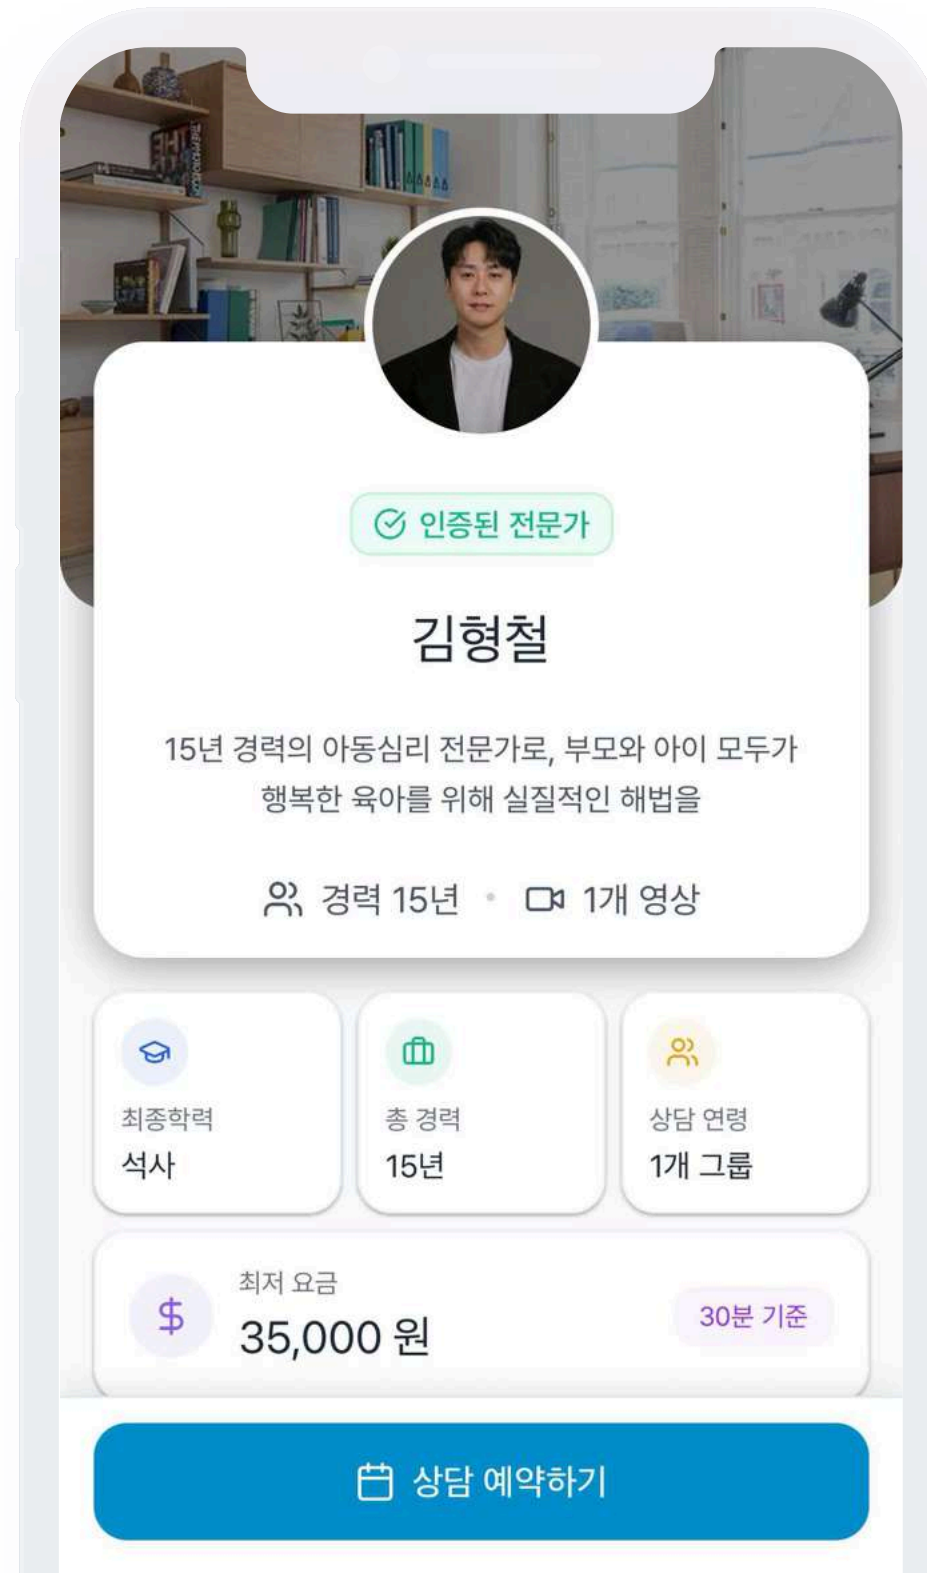 인증된 전문가
김형철
15년 경력의 아동심리 전문가로, 부모와 아이 모두가
행복한 육아를 위해 실질적인 해법을
경력 15년 • 1개 영상
최종학력
석사
총 경력
15년
상담 연령
1개 그룹
최저 요금
35,000 원
30분 기준
상담 예약하기